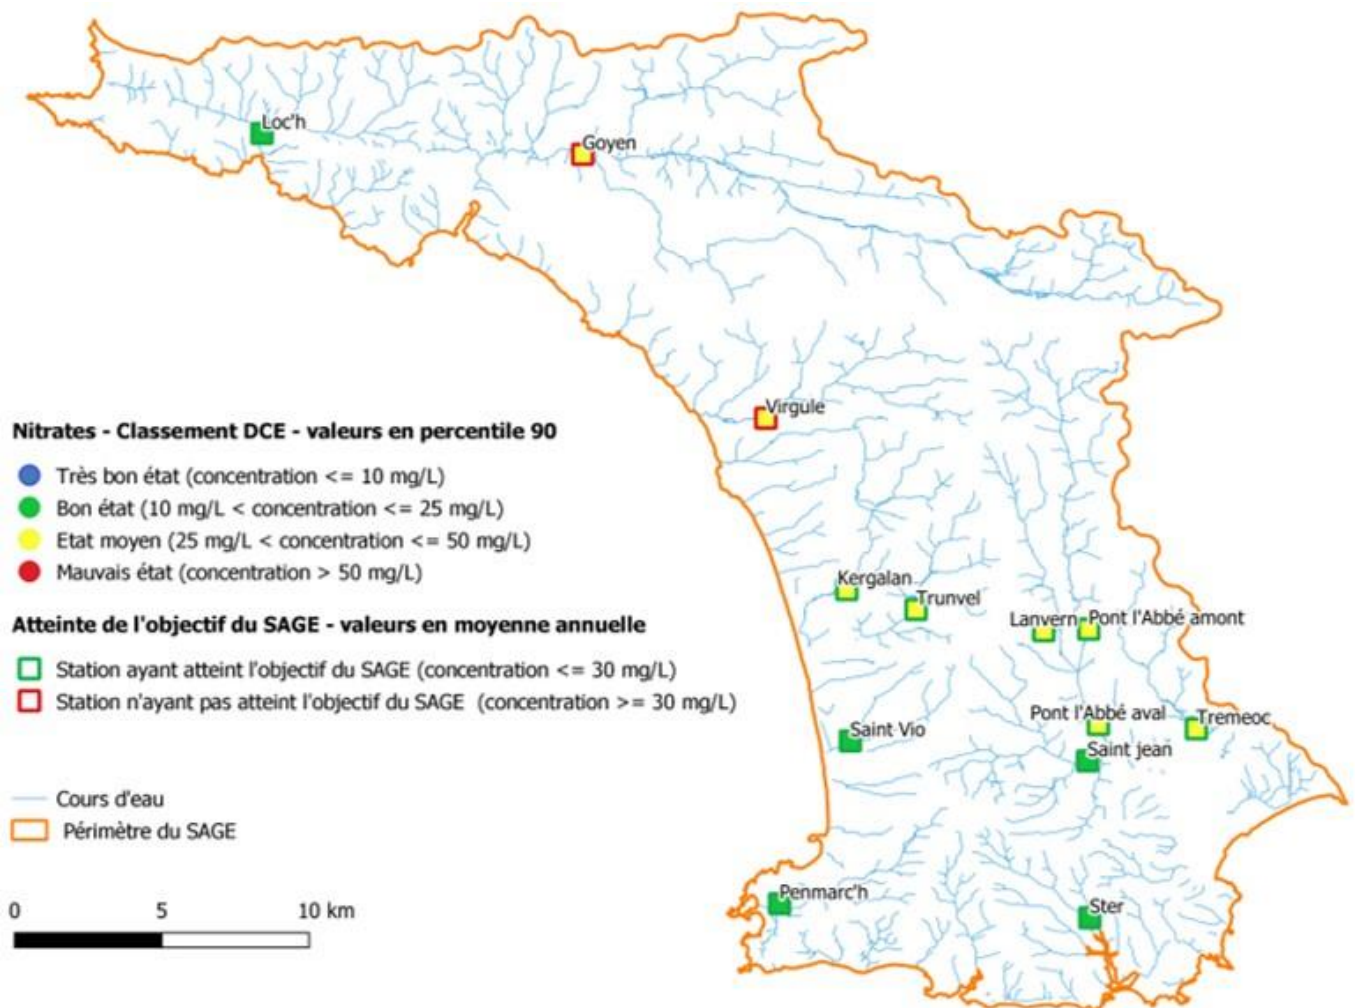 Loc'h
Goyen
Virgule
Nitrates - Classement DCE - valeurs en percentile 90
Très bon état (concentration <= 10 mg/L)
Bon état (10 mg/L < concentration <= 25 mg/L)
Etat moyen (25 mg/L < concentration <= 50 mg/L)
Mauvais état (concentration > 50 mg/L)
Kergalan
Trunvel
Lanvern
Pont l'Abbé amont
Atteinte de l'objectif du SAGE - valeurs en moyenne annuelle
Station ayant atteint l'objectif du SAGE (concentration <= 30 mg/L)
Station n'ayant pas atteint l'objectif du SAGE (concentration >= 30 mg/L)
Pont l'Abbé aval
Tremeoc
Saint Vio
Saint jean
Cours d'eau
Périmètre du SAGE
Penmarc'h
Ster
0 5 10 km